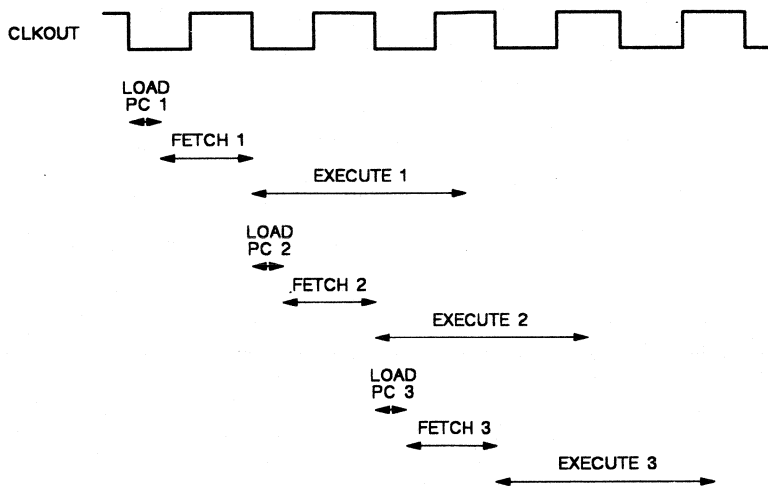 CLKOUT
LOAD
PC 1
FETCH 1
EXECUTE 1
LOAD
PC 2
FETCH 2
EXECUTE 2
LOAD
PC 3
FETCH 3
EXECUTE 3